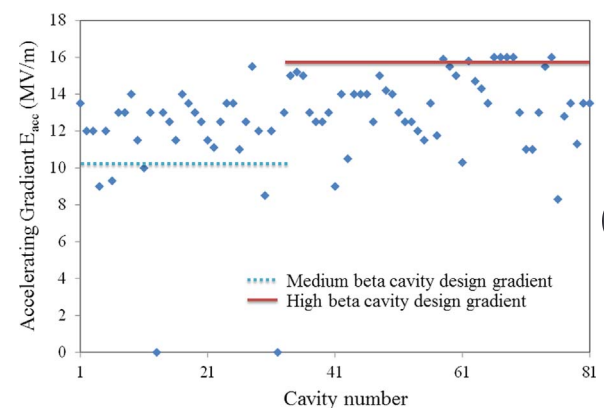 18
16
14
12
10
8
6
4
2
0
Accelerating Gradient Eacc (MV/m)
Medium beta cavity design gradient
High beta cavity design gradient
1 21 41 61 81
Cavity number
(